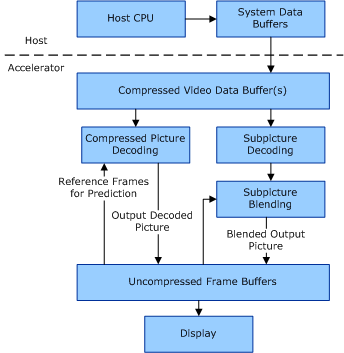 Host CPU
System Data
Buffers
Host
Accelerator
Compressed Video Data Buffer(s)
Compressed Picture
Decoding
Subpicture
Decoding
Reference Frames
for Prediction
Subpicture
Blending
Output Decoded
Picture
Blended Output
Picture
Uncompressed Frame Buffers
Display